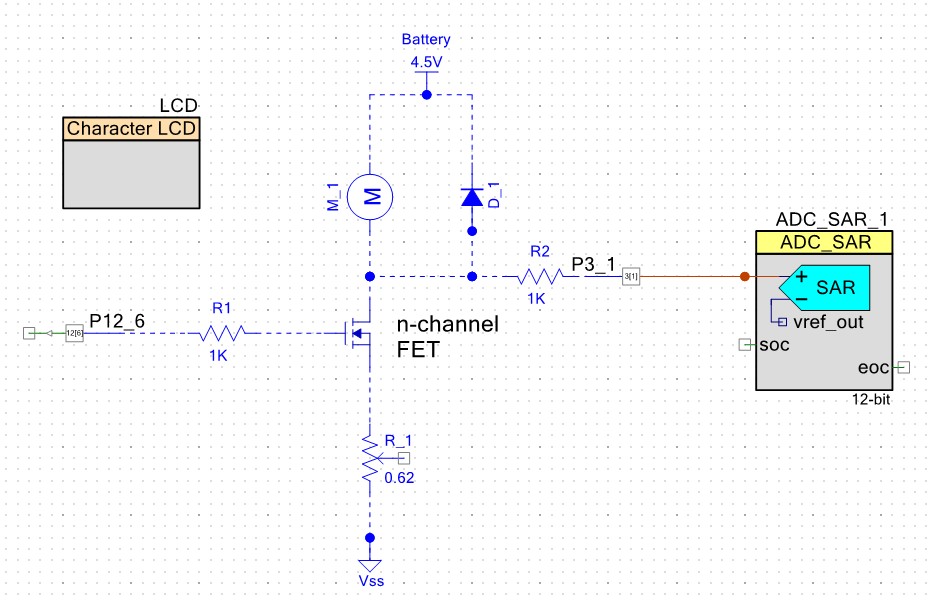 Battery
4.5V
LCD
Character LCD
M_1
M
D_1
ADC_SAR_1
ADC_SAR
R2
P3_1
3[1]
1K
+
SAR
−
vref_out
soc
eoc
12-bit
R1
P12_6
12[6]
1K
n-channel
FET
R_1
0.62
Vss